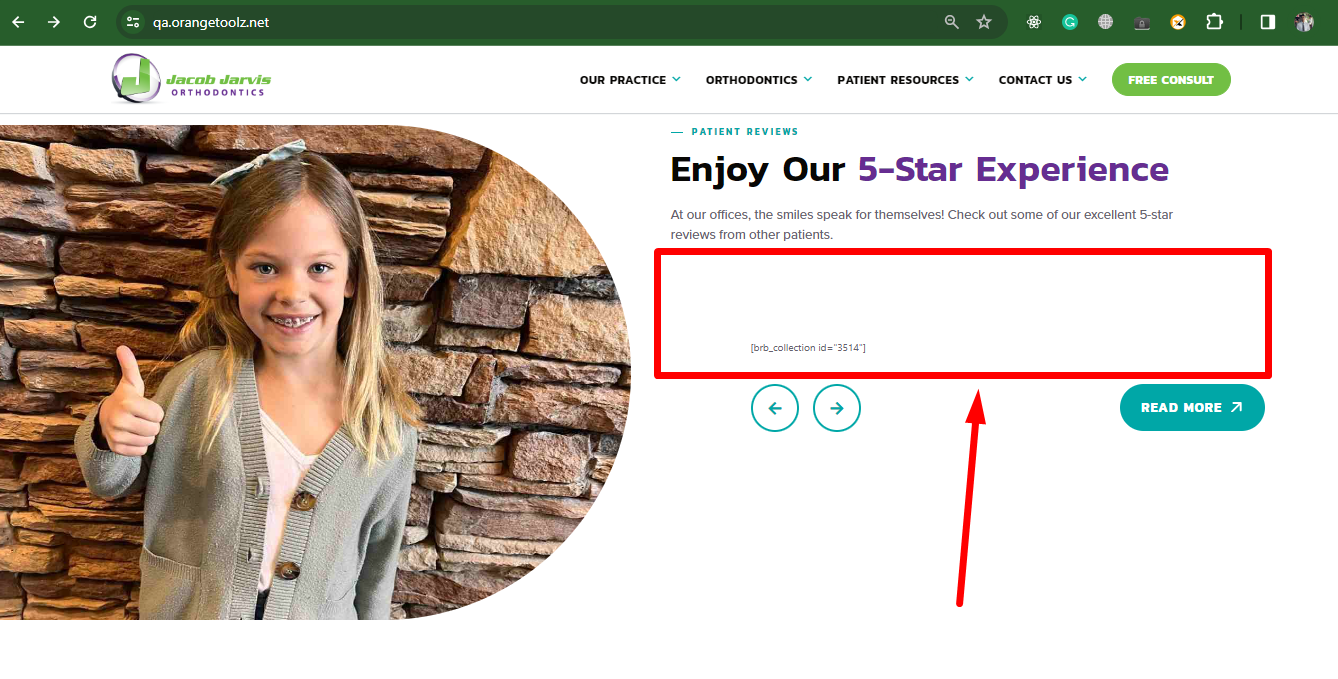 qa.orangetoolz.net
Jacob Jarvis
ORTHODONTICS
OUR PRACTICE
ORTHODONTICS
PATIENT RESOURCES
CONTACT US
FREE CONSULT
PATIENT REVIEWS
Enjoy Our 5-Star Experience
At our offices, the smiles speak for themselves! Check out some of our excellent 5-star
reviews from other patients.
[brb_collection id="3514"]
READ MORE